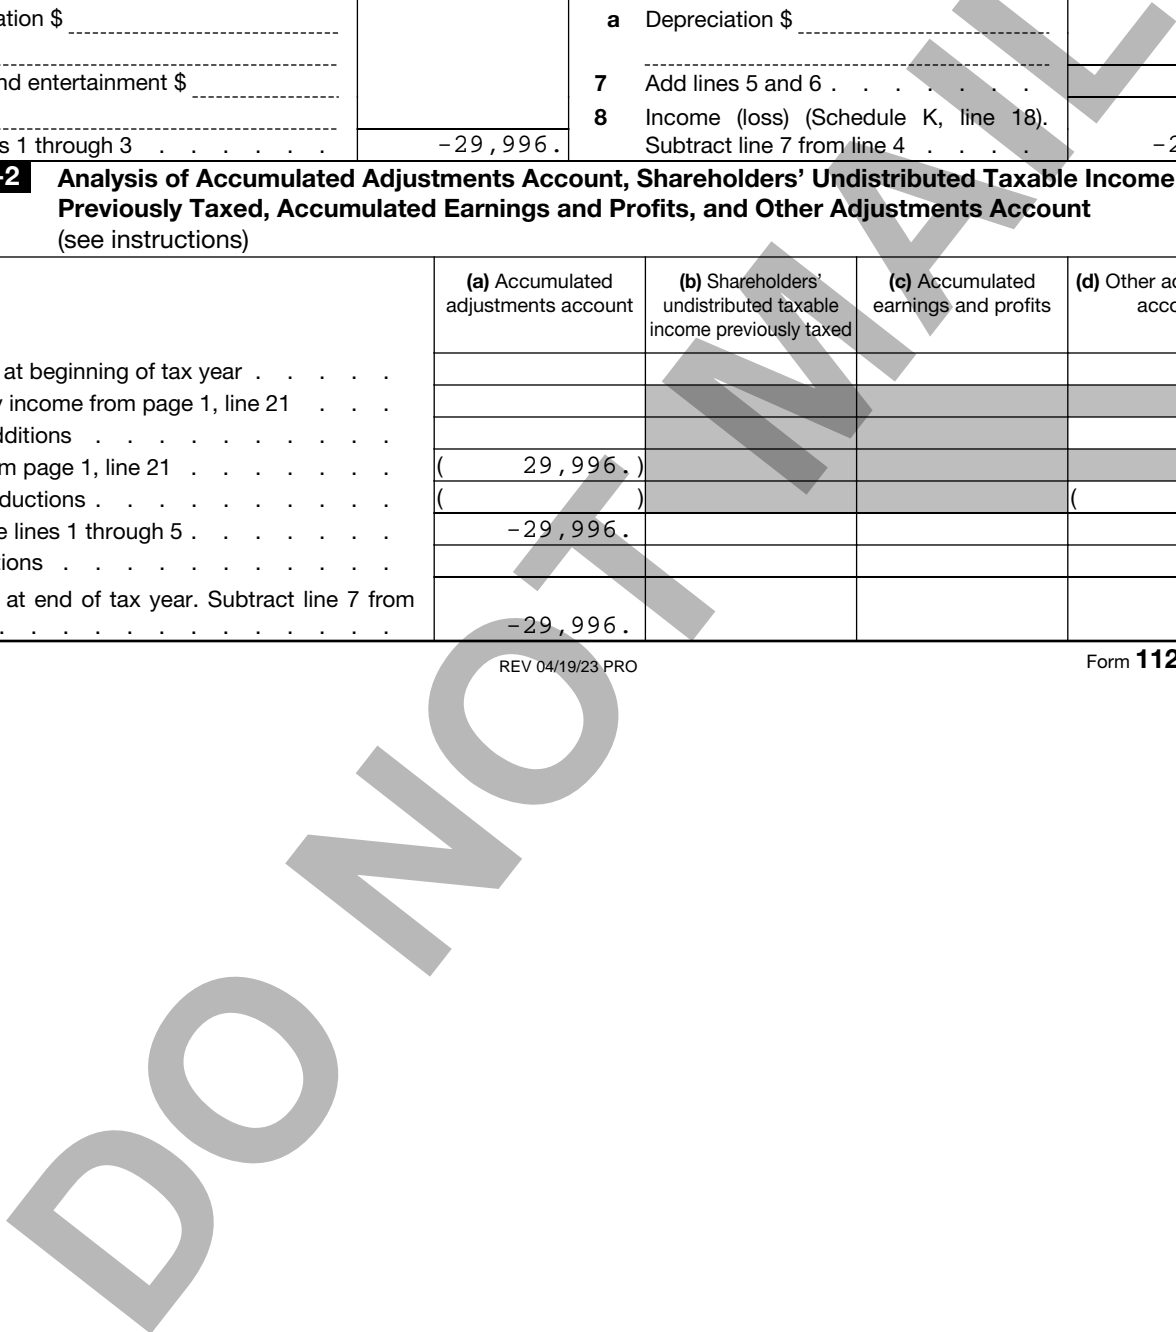 ation $
a Depreciation $
nd entertainment $
7 Add lines 5 and 6 . . . . . . .
8 Income (loss) (Schedule K, line 18).
s 1 through 3 . . . . . . -29,996.
Subtract line 7 from line 4 . . . . -2
-2 Analysis of Accumulated Adjustments Account, Shareholders’ Undistributed Taxable Income
Previously Taxed, Accumulated Earnings and Profits, and Other Adjustments Account
(see instructions)
(a) Accumulated adjustments account
(b) Shareholders’ undistributed taxable income previously taxed
(c) Accumulated earnings and profits
(d) Other ad acco
at beginning of tax year . . . . .
y income from page 1, line 21 . . .
dditions . . . . . . . . . .
m page 1, line 21 . . . . . . . ( 29,996. )
ductions . . . . . . . . . . ( ) (
e lines 1 through 5 . . . . . . . -29,996.
tions . . . . . . . . . . .
at end of tax year. Subtract line 7 from
. . . . . . . . . . . . . -29,996.
REV 04/19/23 PRO
Form 112
DO NOT MAIL